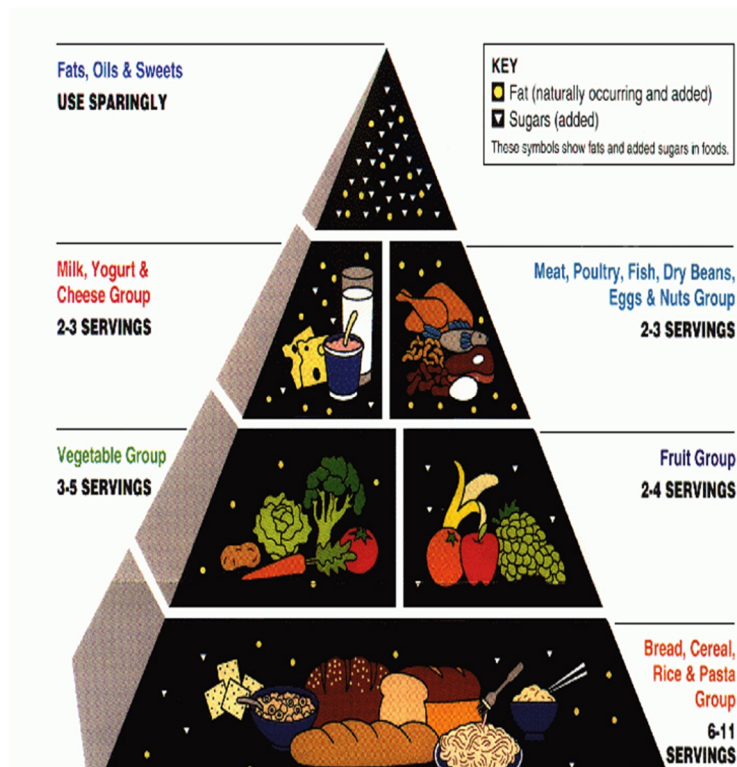 Fats, Oils & Sweets
USE SPARINGLY
KEY
Fat (naturally occurring and added)
Sugars (added)
These symbols show fats and added sugars in foods.
Milk, Yogurt &
Cheese Group
2-3 SERVINGS
Meat, Poultry, Fish, Dry Beans,
Eggs & Nuts Group
2-3 SERVINGS
Vegetable Group
3-5 SERVINGS
Fruit Group
2-4 SERVINGS
Bread, Cereal,
Rice & Pasta
Group
6-11
SERVINGS